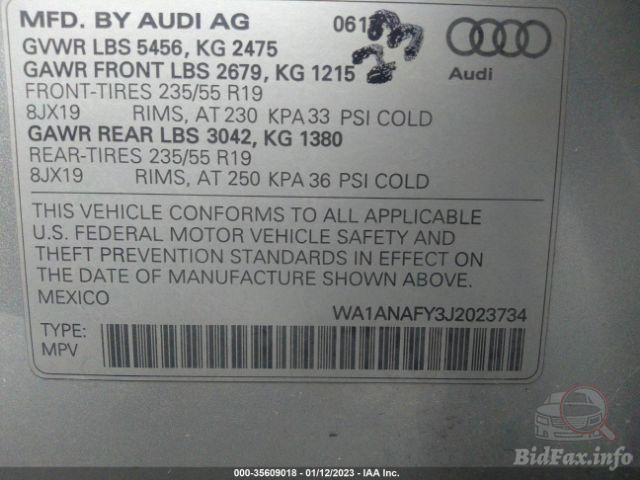 MFD. BY AUDI AG 0617
GVWR LBS 5456, KG 2475
GAWR FRONT LBS 2679, KG 1215
Audi
FRONT-TIRES 235/55 R19
8JX19 RIMS, AT 230 KPA 33 PSI COLD
GAWR REAR LBS 3042, KG 1380
REAR-TIRES 235/55 R19
8JX19 RIMS, AT 250 KPA 36 PSI COLD
THIS VEHICLE CONFORMS TO ALL APPLICABLE
U.S. FEDERAL MOTOR VEHICLE SAFETY AND
THEFT PREVENTION STANDARDS IN EFFECT ON
THE DATE OF MANUFACTURE SHOWN ABOVE.
MEXICO
WA1ANAFY3J2023734
TYPE:
MPV
BidFax.info
000-35609018 - 01/12/2023 - IAA Inc.